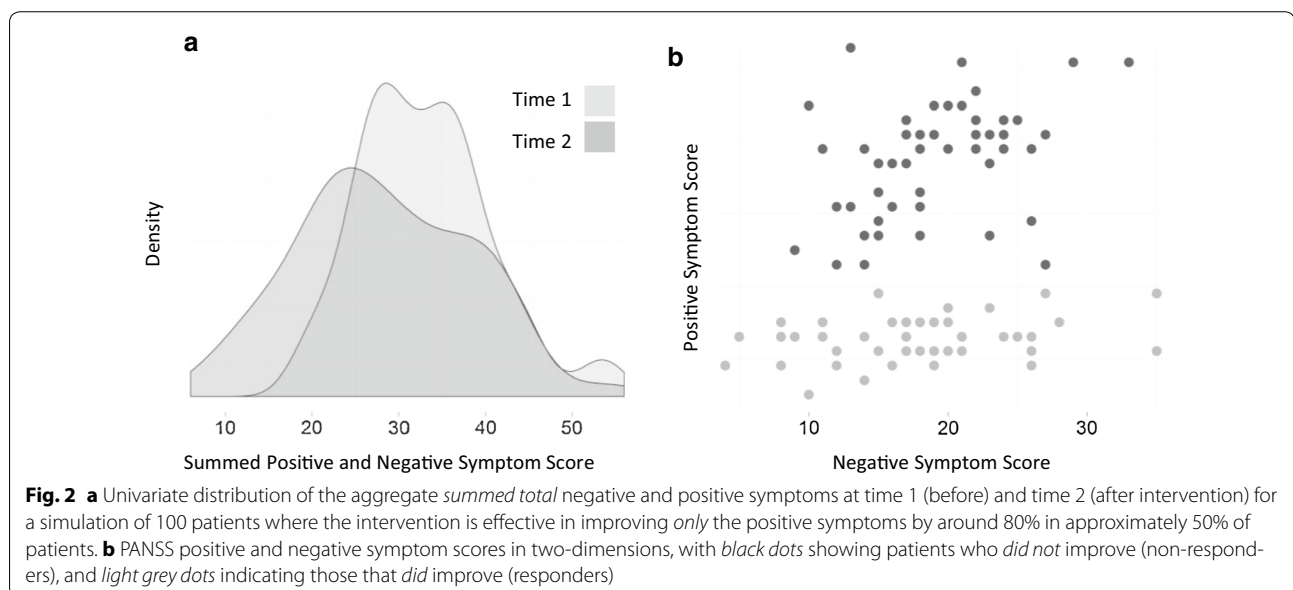 a
Time 1
Time 2
Density
10 20 30 40 50
Summed Positive and Negative Symptom Score
b
Positive Symptom Score
10 20 30
Negative Symptom Score
Fig. 2 a Univariate distribution of the aggregate summed total negative and positive symptoms at time 1 (before) and time 2 (after intervention) for
a simulation of 100 patients where the intervention is effective in improving only the positive symptoms by around 80% in approximately 50% of
patients. b PANSS positive and negative symptom scores in two-dimensions, with black dots showing patients who did not improve (non-respond-
ers), and light grey dots indicating those that did improve (responders)